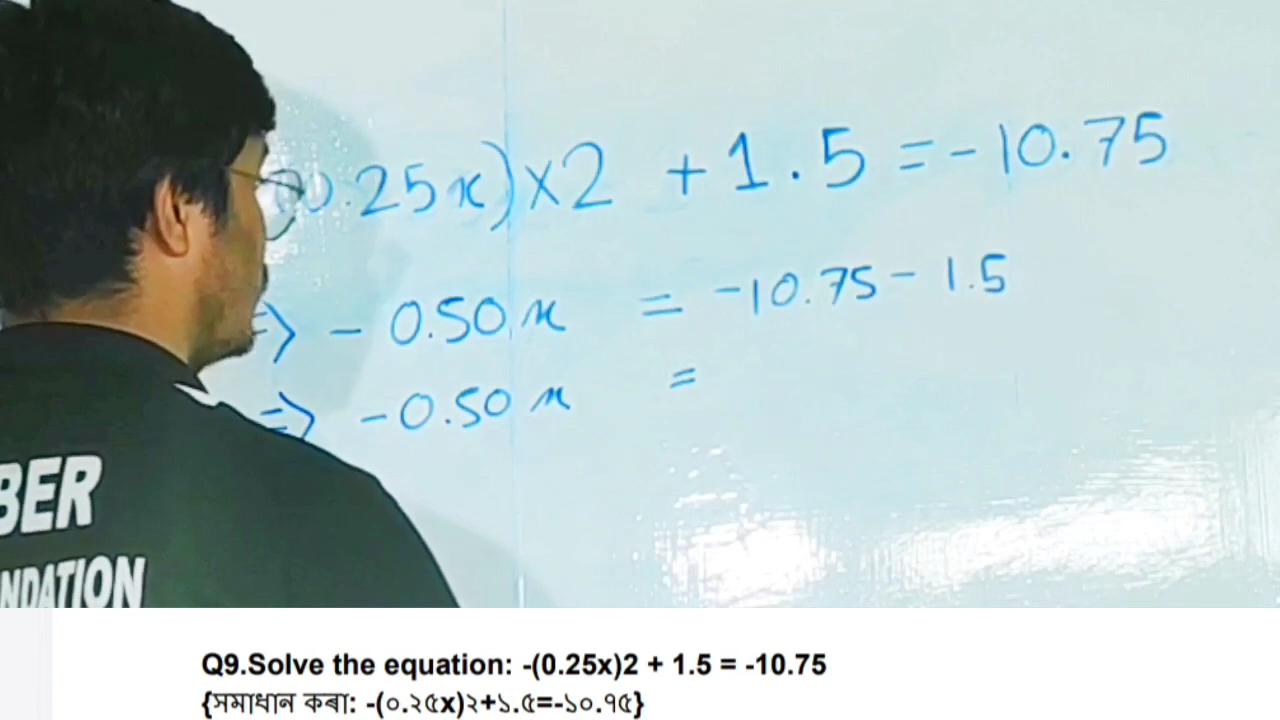 0.25x)×2 + 1.5 = -10.75
⇒ - 0.50x = -10.75 - 1.5
⇒ -0.50x =
BER
NDATION
Q9.Solve the equation: -(0.25x)2 + 1.5 = -10.75
{সমাধান কৰা: -(০.২৫x)২+১.৫=-১০.৭৫}